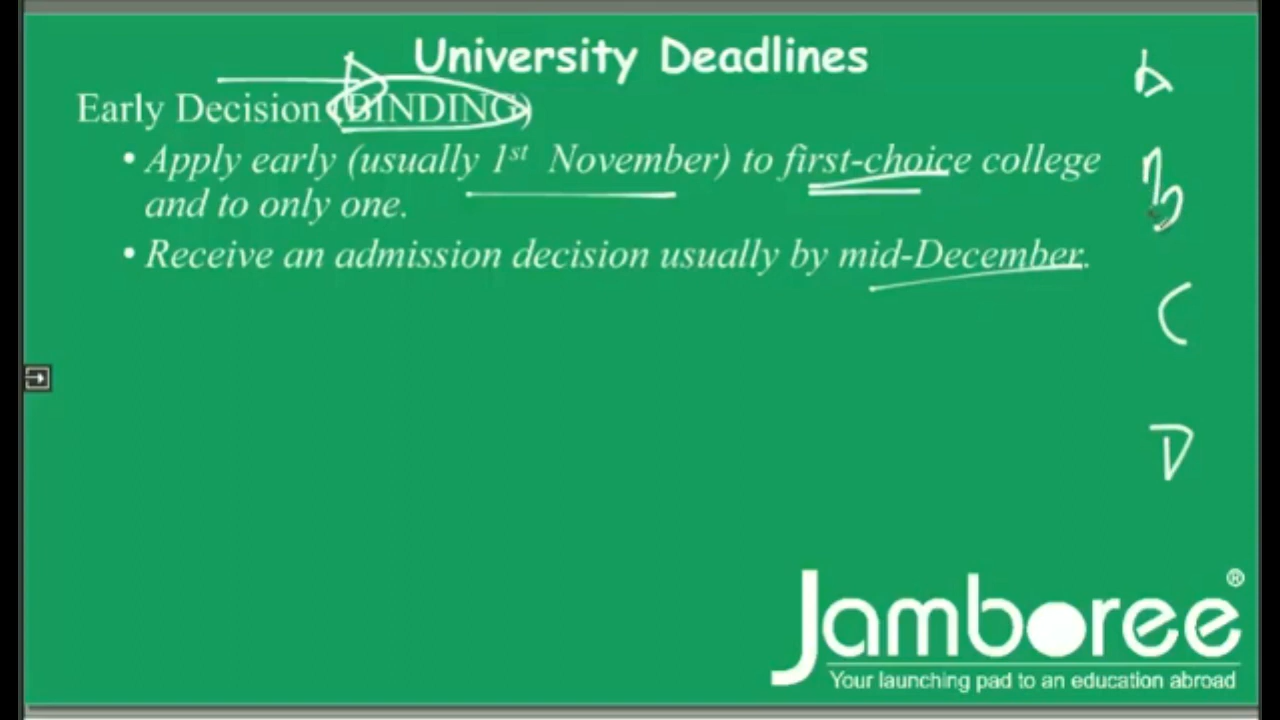 University Deadlines
Early Decision (BINDING)
• Apply early (usually 1st November) to first-choice college
and to only one.
• Receive an admission decision usually by mid-December.
A
B
C
D
Jamboree®
Your launching pad to an education abroad